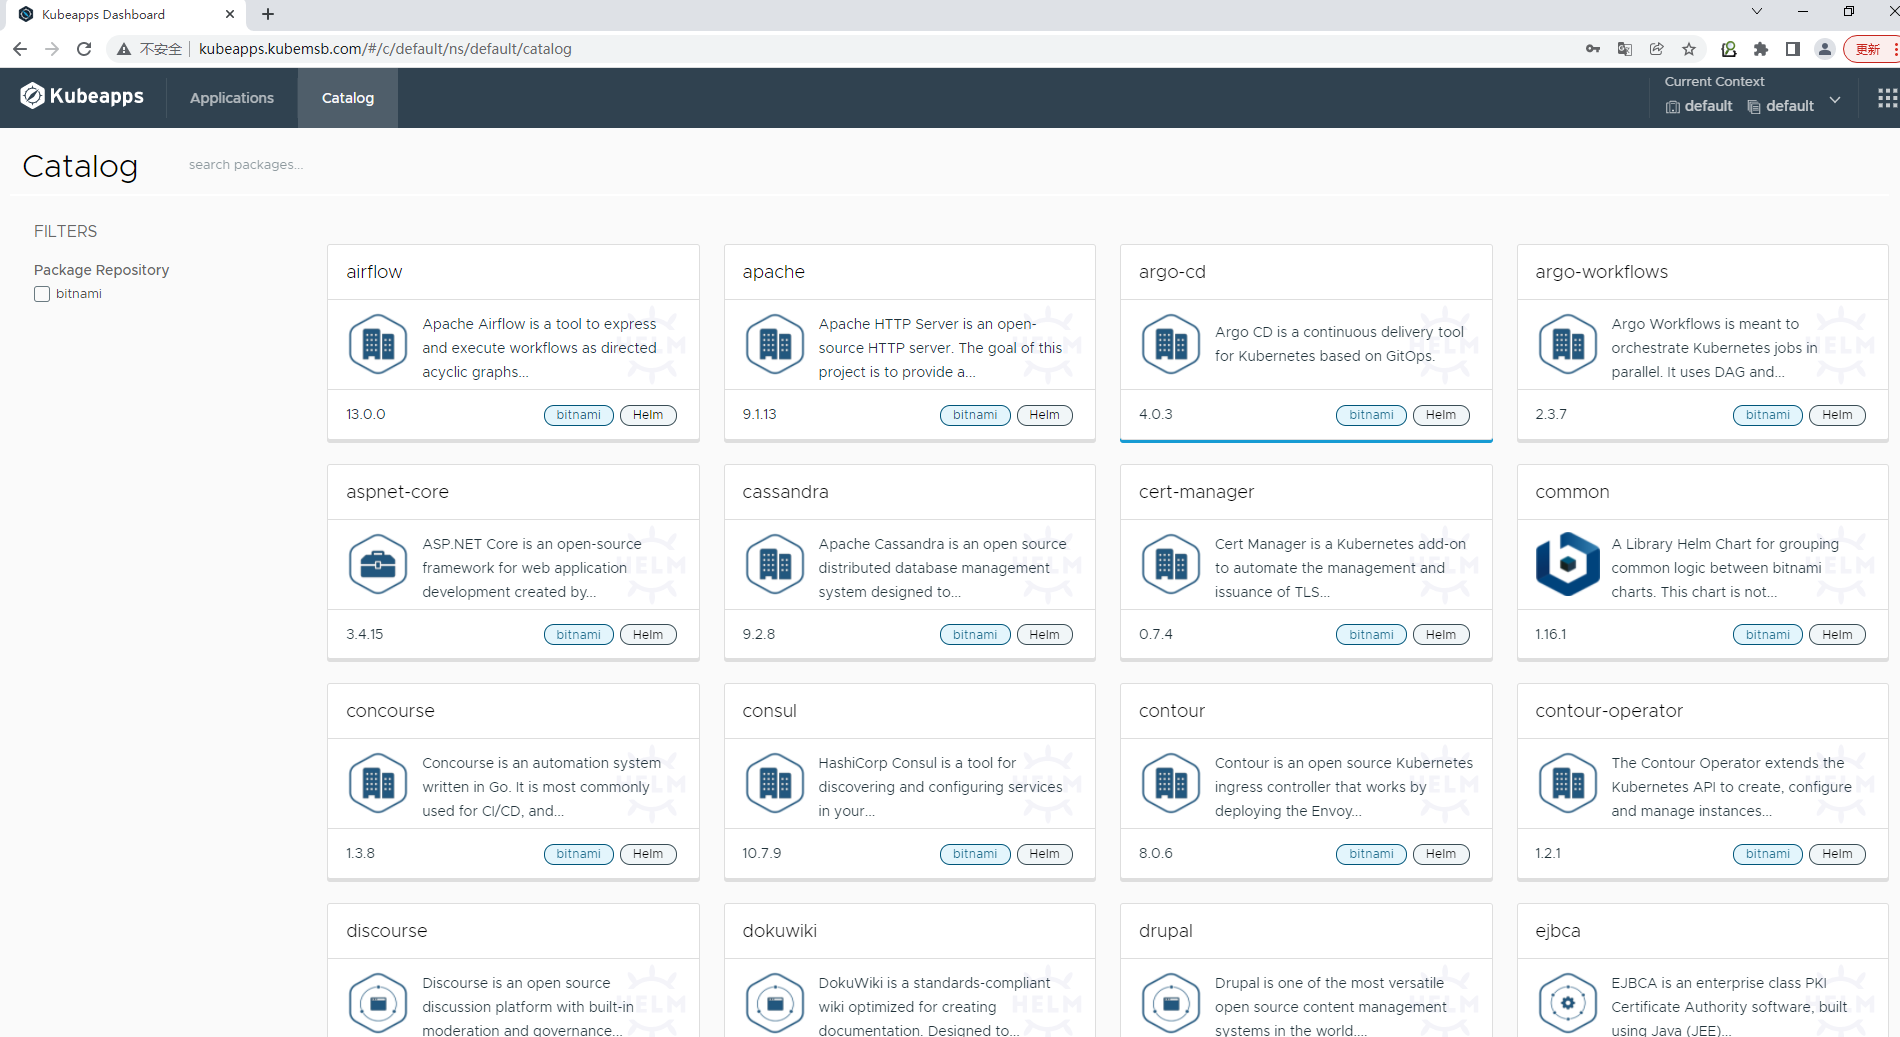 Kubeapps Dashboard
不安全 kubeapps.kubemsb.com/#/c/default/ns/default/catalog
更新
Kubeapps
Applications
Catalog
Current Context
default default
Catalog
search packages...
FILTERS
Package Repository
bitnami
airflow
Apache Airflow is a tool to express
and execute workflows as directed
acyclic graphs...
HELM
13.0.0
bitnami
Helm
apache
Apache HTTP Server is an open-
source HTTP server. The goal of this
project is to provide a...
HELM
9.1.13
bitnami
Helm
argo-cd
Argo CD is a continuous delivery tool
for Kubernetes based on GitOps.
HELM
4.0.3
bitnami
Helm
argo-workflows
Argo Workflows is meant to
orchestrate Kubernetes jobs in
parallel. It uses DAG and...
HELM
2.3.7
bitnami
Helm
aspnet-core
ASP.NET Core is an open-source
framework for web application
development created by...
HELM
3.4.15
bitnami
Helm
cassandra
Apache Cassandra is an open source
distributed database management
system designed to...
HELM
9.2.8
bitnami
Helm
cert-manager
Cert Manager is a Kubernetes add-on
to automate the management and
issuance of TLS...
HELM
0.7.4
bitnami
Helm
common
A Library Helm Chart for grouping
common logic between bitnami
charts. This chart is not...
HELM
1.16.1
bitnami
Helm
concourse
Concourse is an automation system
written in Go. It is most commonly
used for CI/CD, and...
HELM
1.3.8
bitnami
Helm
consul
HashiCorp Consul is a tool for
discovering and configuring services
in your...
HELM
10.7.9
bitnami
Helm
contour
Contour is an open source Kubernetes
ingress controller that works by
deploying the Envoy...
HELM
8.0.6
bitnami
Helm
contour-operator
The Contour Operator extends the
Kubernetes API to create, configure
and manage instances...
HELM
1.2.1
bitnami
Helm
discourse
Discourse is an open source
discussion platform with built-in
moderation and governance...
HELM
dokuwiki
DokuWiki is a standards-compliant
wiki optimized for creating
documentation. Designed to...
HELM
drupal
Drupal is one of the most versatile
open source content management
systems in the world....
HELM
ejbca
EJBCA is an enterprise class PKI
Certificate Authority software, built
using Java (JEE)...
HELM